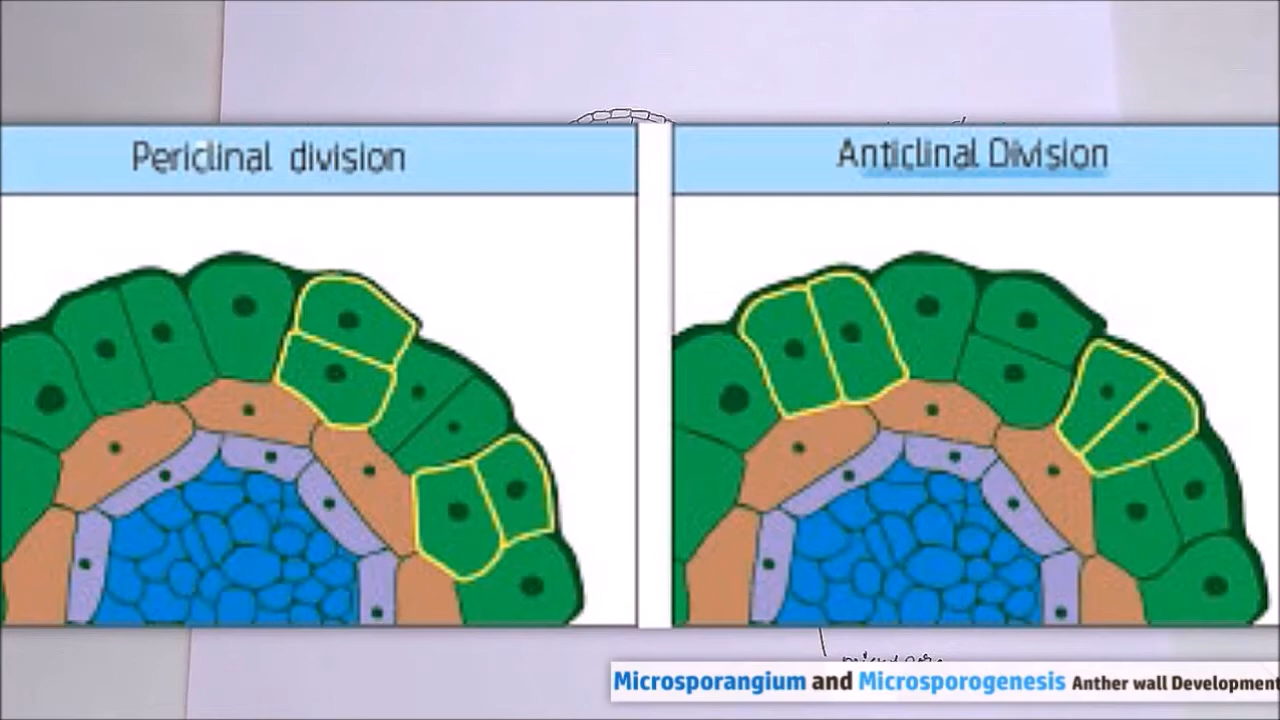 Periclinal division
Anticlinal Division
Microsporangium and Microsporogenesis Anther wall Development